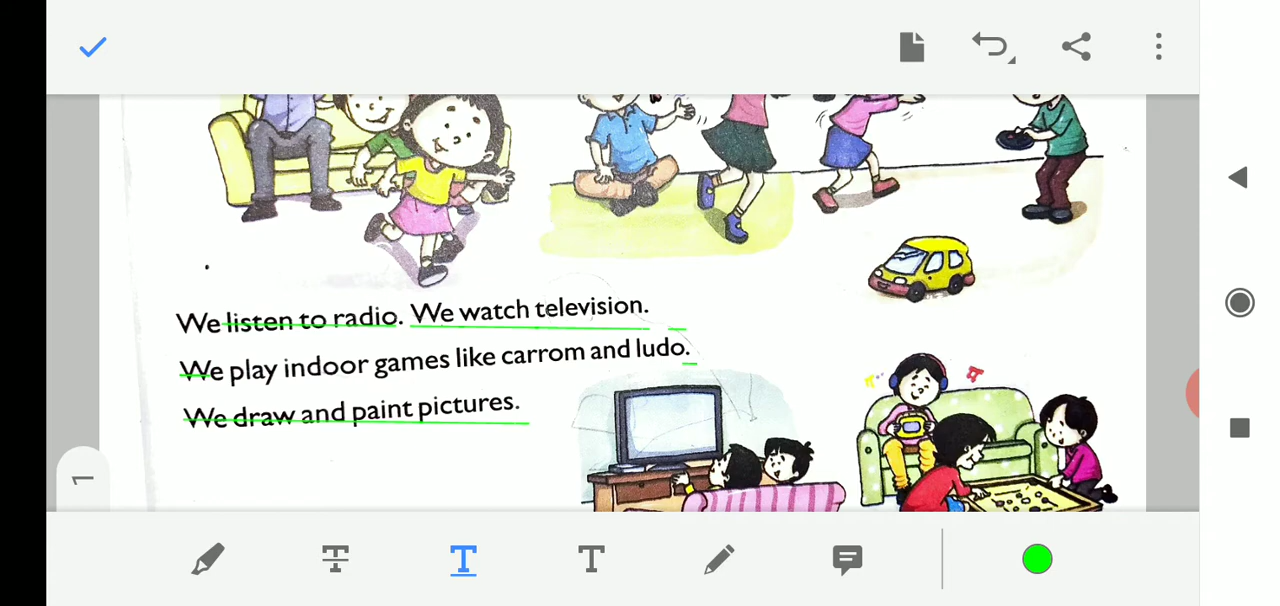 We listen to radio. We watch television.
We play indoor games like carrom and ludo.
We draw and paint pictures.
1
T
T
T